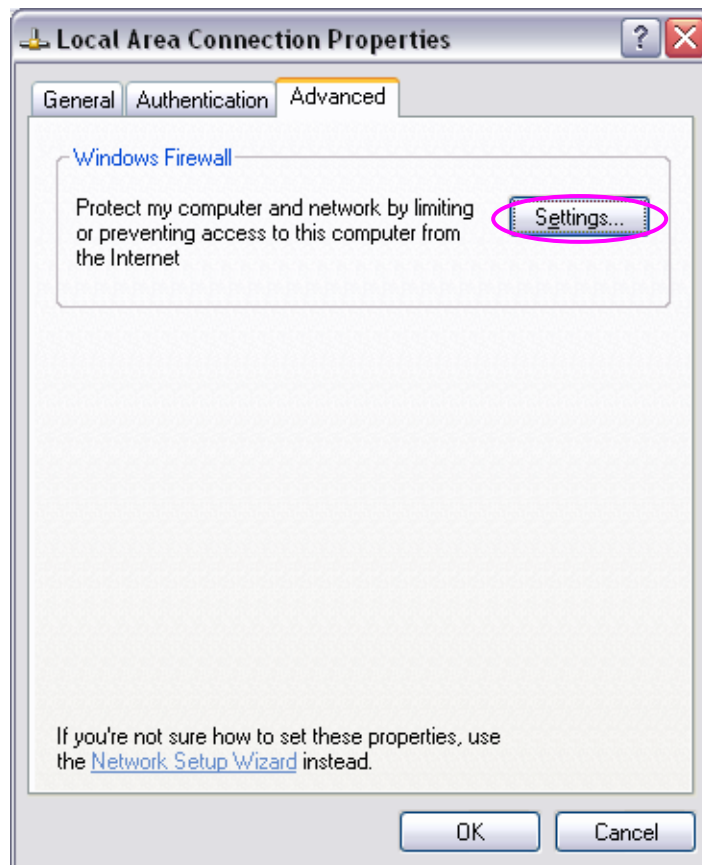 Local Area Connection Properties
General Authentication Advanced
Windows Firewall
Protect my computer and network by limiting
or preventing access to this computer from
the Internet
Settings...
If you're not sure how to set these properties, use
the Network Setup Wizard instead.
OK Cancel